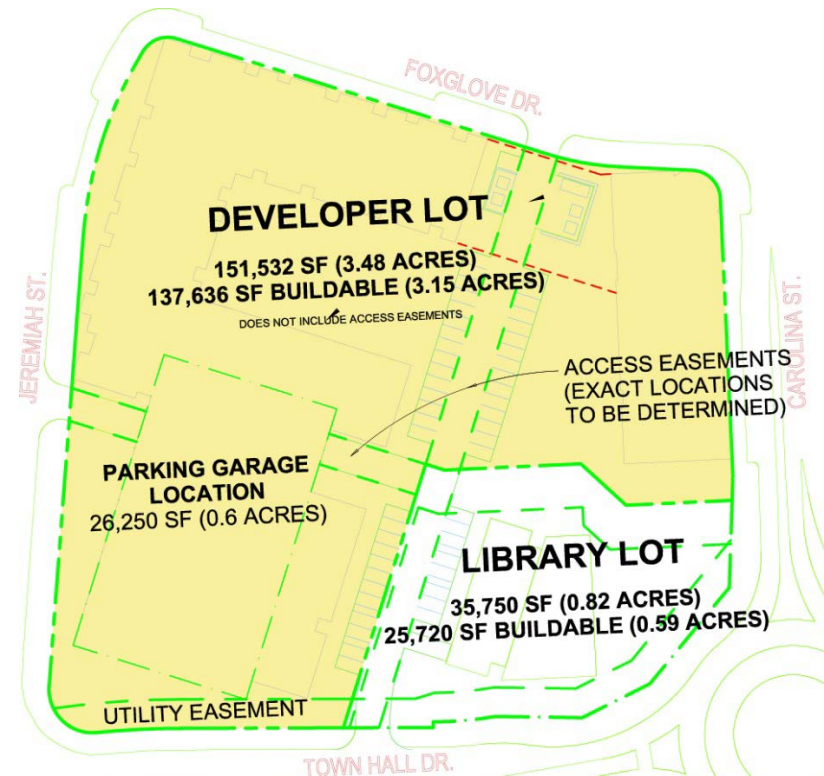 FOXGLOVE DR.
DEVELOPER LOT
151,532 SF (3.48 ACRES)
137,636 SF BUILDABLE (3.15 ACRES)
DOES NOT INCLUDE ACCESS EASEMENTS
JEREMIAH ST.
CAROLINA ST.
ACCESS EASEMENTS
(EXACT LOCATIONS
TO BE DETERMINED)
PARKING GARAGE
LOCATION
26,250 SF (0.6 ACRES)
LIBRARY LOT
35,750 SF (0.82 ACRES)
25,720 SF BUILDABLE (0.59 ACRES)
UTILITY EASEMENT
TOWN HALL DR.